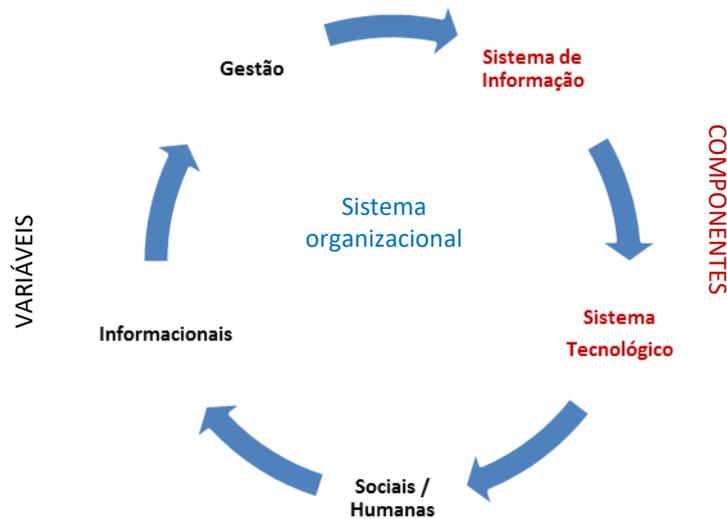 Gestão
Sistema de
Informação
COMPONENTES
Sistema
organizacional
VARIÁVEIS
Informacionais
Sistema
Tecnológico
Sociais /
Humanas